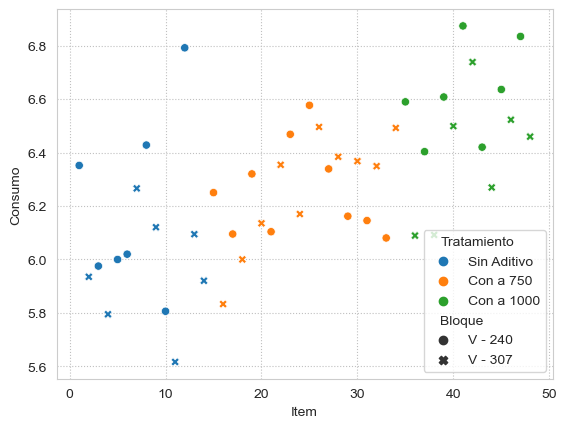 6.8
6.6
6.4
6.2
6.0
5.8
5.6
Consumo
Tratamiento
Sin Aditivo
Con a 750
Con a 1000
Bloque
V - 240
V - 307
0
10
20
30
40
50
Item